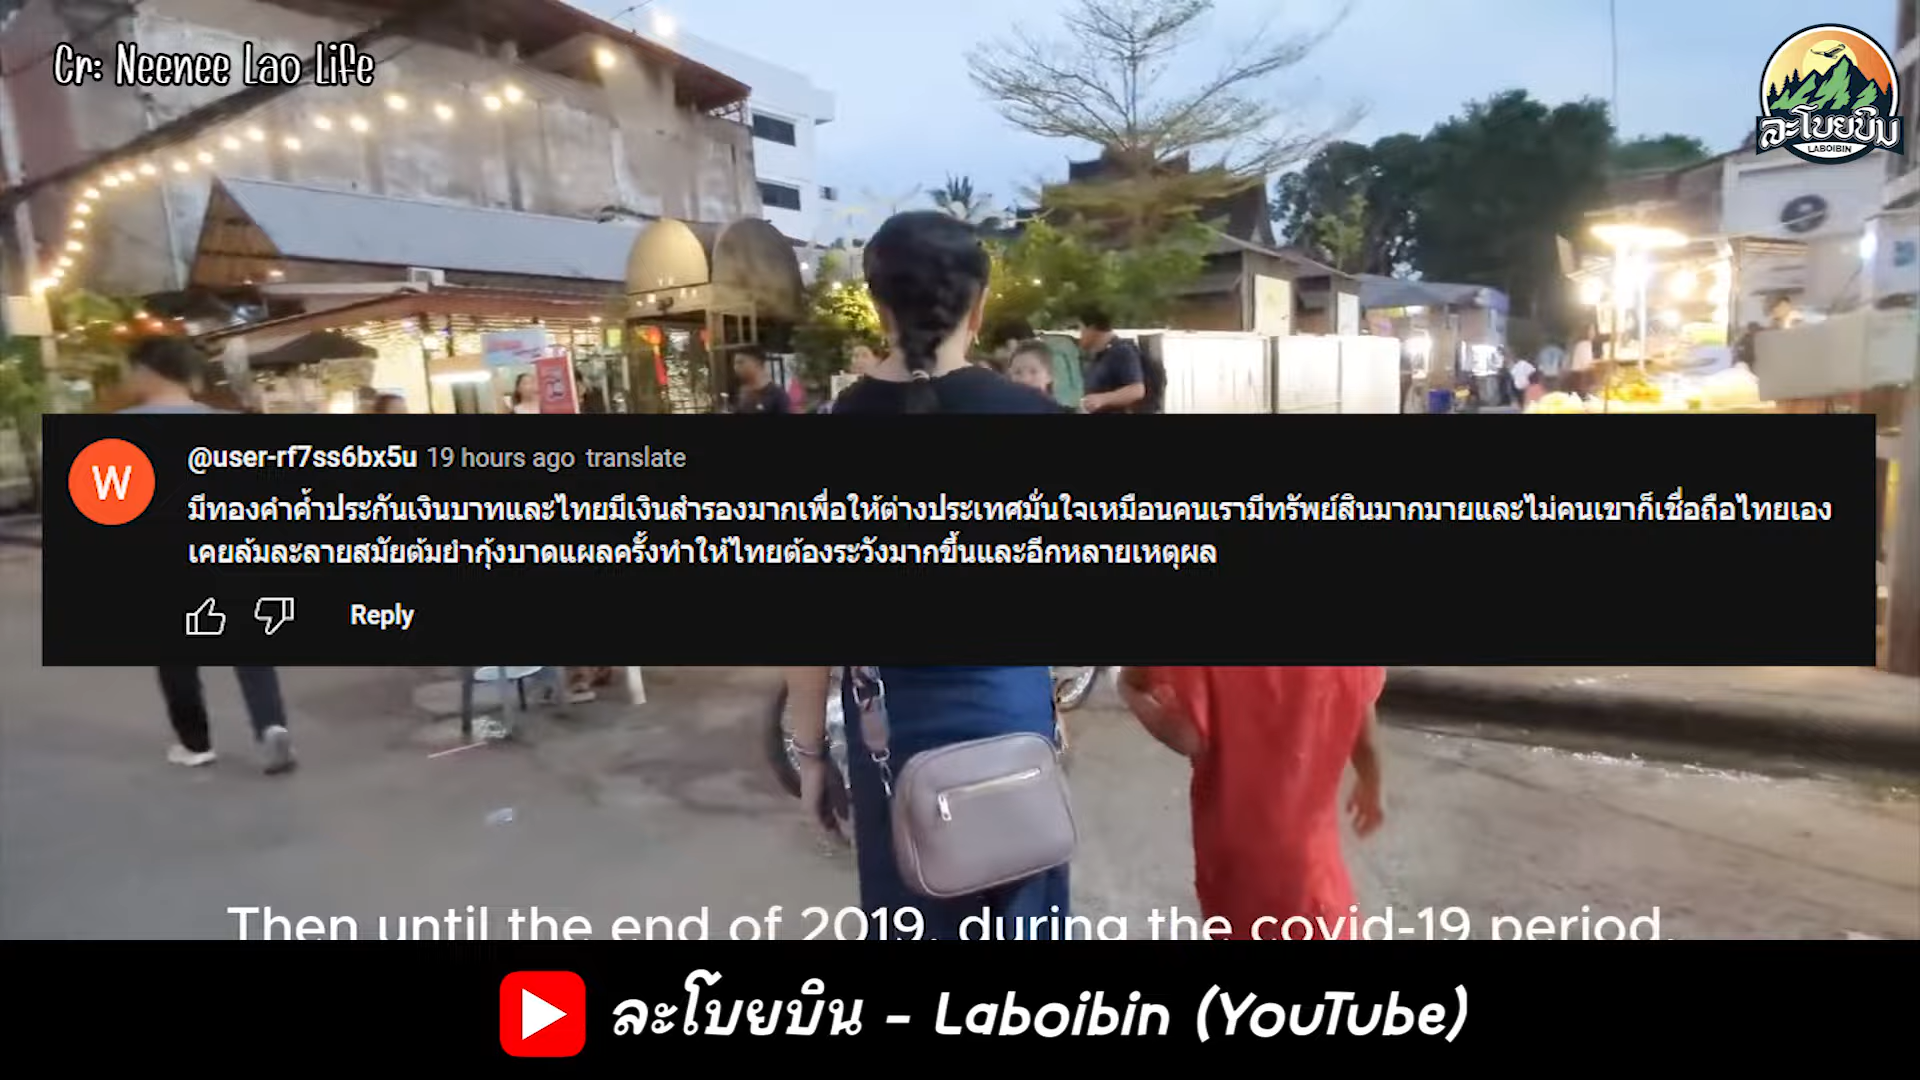 Cr: Neenee Lao Life
ละโบยบิน
LABOIBIN
W
@user-rf7ss6bx5u 19 hours ago translate
มีทองคำค้ำประกันเงินบาทและไทยมีเงินสำรองมากเพื่อให้ต่างประเทศมั่นใจเหมือนคนเรามีทรัพย์สินมากมายและไม่คนเขาก็เชื่อถือไทยเอง
เคยล้มละลายสมัยต้มยำกุ้งบาดแผลครั้งทำให้ไทยต้องระวังมากขึ้นและอีกหลายเหตุผล
Reply
Then until the end of 2019, during the covid-19 period,
ละโบยบิน - Laboibin (YouTube)